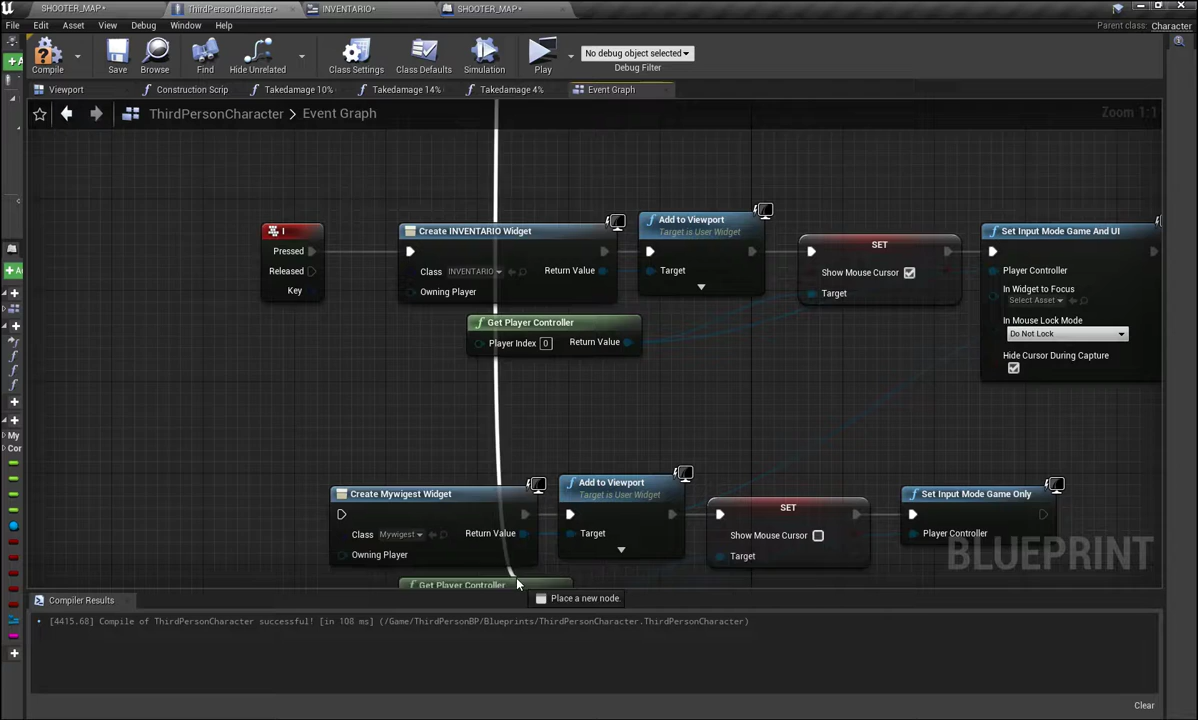 SHOOTER_MAP*
ThirdPersonCharacter*
INVENTARIO*
SHOOTER_MAP*
File Edit Asset View Debug Window Help
Parent class: Character
Compile Save Browse Find Hide Unrelated Class Settings Class Defaults Simulation Play
No debug object selected
Debug Filter
Viewport Construction Scrip Takedamage 10% Takedamage 14% Takedamage 4% Event Graph
ThirdPersonCharacter > Event Graph
Zoom 1:1
I
Pressed
Released
Key
Create INVENTARIO Widget
Class INVENTARIO Return Value
Owning Player
Add to Viewport
Target is User Widget
Target
SET
Show Mouse Cursor
Target
Set Input Mode Game And UI
Player Controller
In Widget to Focus
Select Asset
In Mouse Lock Mode
Do Not Lock
Hide Cursor During Capture
Get Player Controller
Player Index 0 Return Value
Create Mywigest Widget
Class Mywigest Return Value
Owning Player
Add to Viewport
Target is User Widget
Target
SET
Show Mouse Cursor
Target
Set Input Mode Game Only
Player Controller
BLUEPRINT
Get Player Controller
Place a new node.
My
Con
Compiler Results
[4415.68] Compile of ThirdPersonCharacter successful! [in 108 ms] (/Game/ThirdPersonBP/Blueprints/ThirdPersonCharacter.ThirdPersonCharacter)
Clear